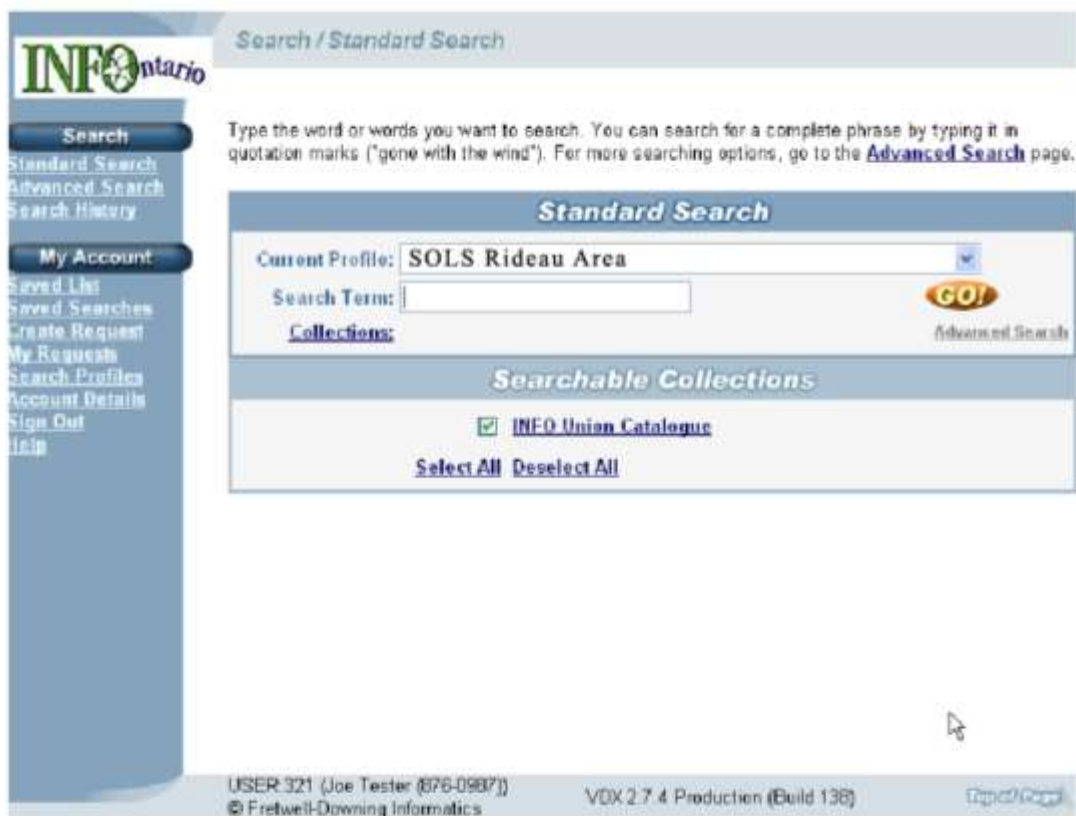 INFOntario
Search / Standard Search
Type the word or words you want to search. You can search for a complete phrase by typing it in
quotation marks ("gone with the wind"). For more searching options, go to the Advanced Search page.
Search
Standard Search
Advanced Search
Search History
My Account
Saved List
Saved Searches
Create Request
My Requests
Search Profiles
Account Details
Sign Out
Help
Standard Search
Current Profile: SOLS Rideau Area
Search Term:
GO!
Collections:
Advanced Search
Searchable Collections
INFO Union Catalogue
Select All Deselect All
USER:321 (Joe Tester (876-0987))
© Fretwell-Downing Informatics
VDX 2.7.4 Production (Build 138)
Top of Page